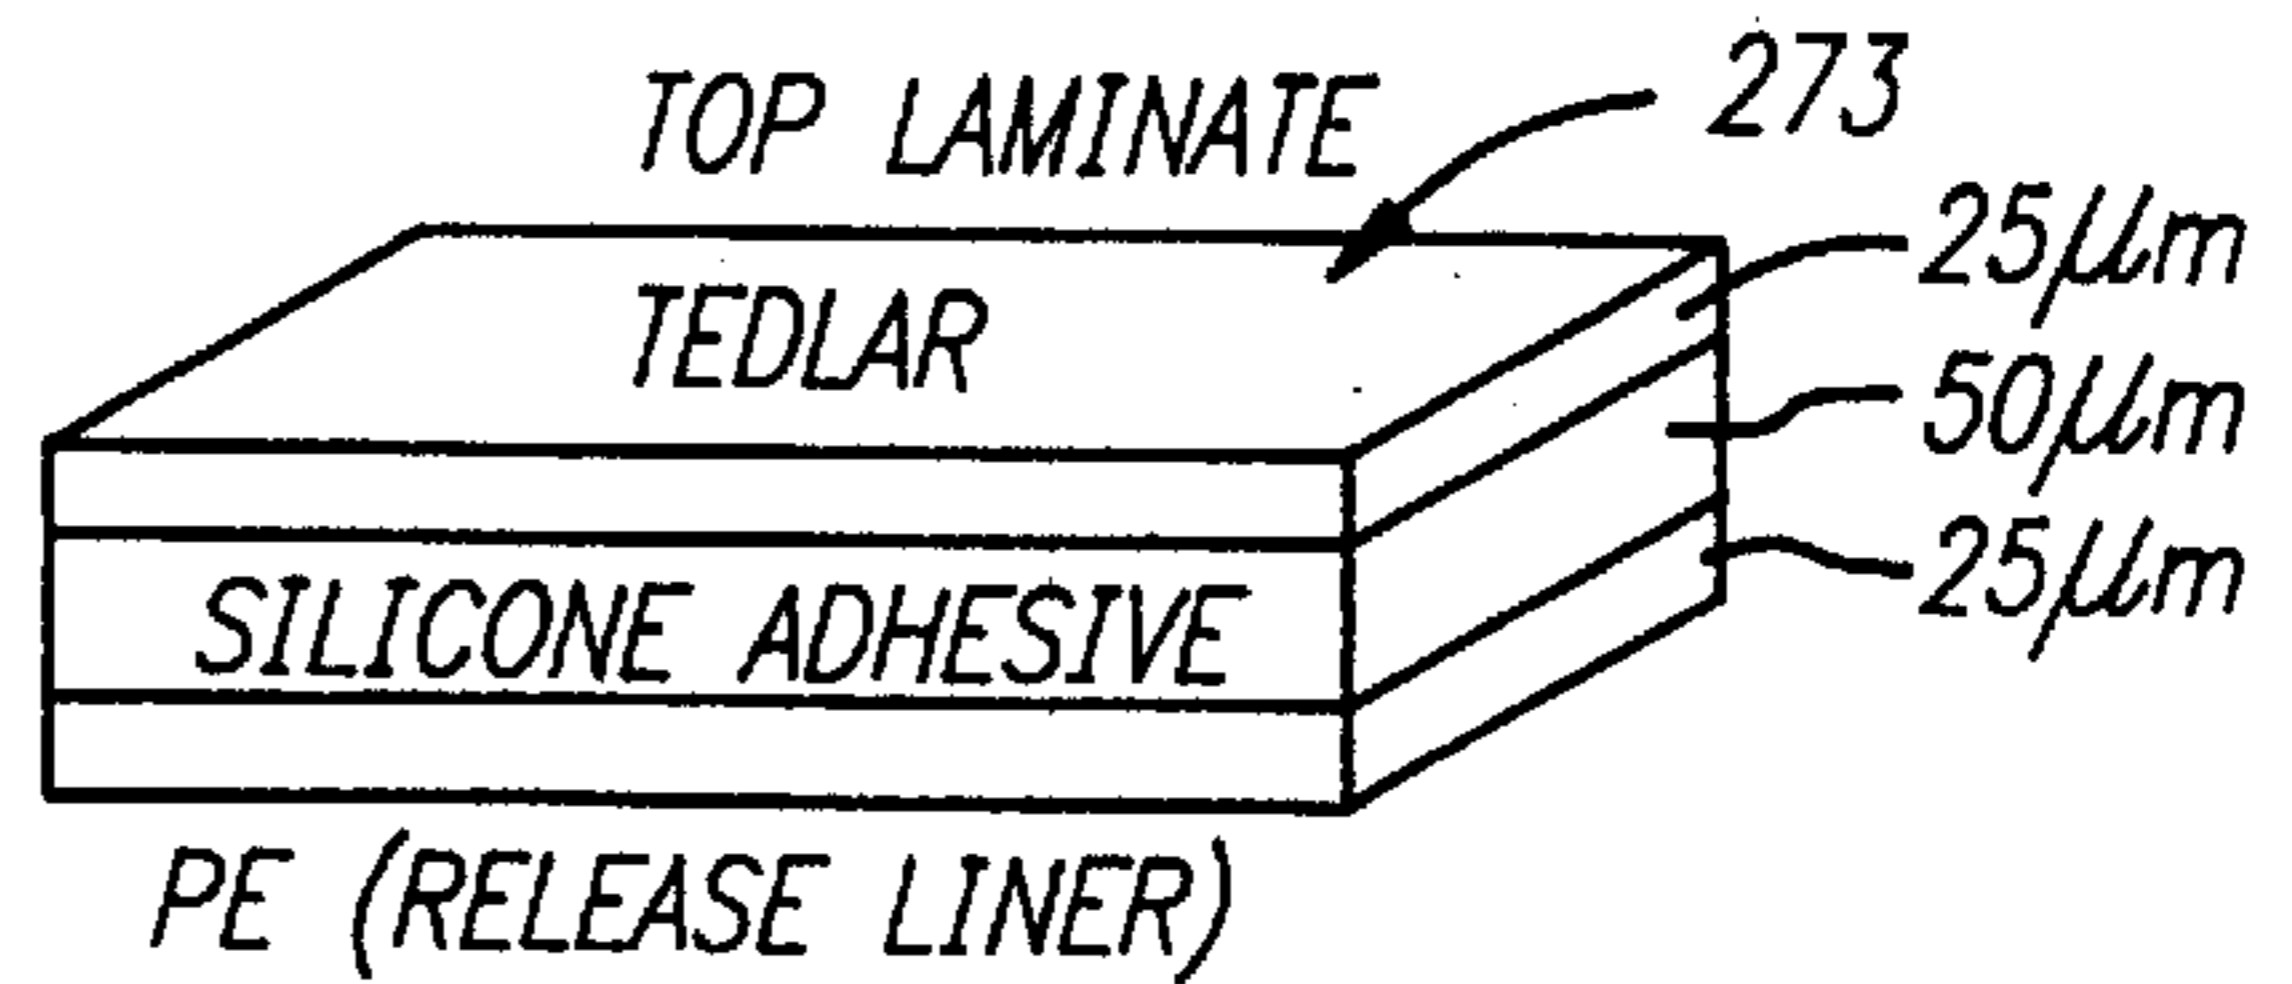 TOP LAMINATE
273
25μm
TEDLAR
50μm
25μm
SILICONE ADHESIVE
PE (RELEASE LINER)